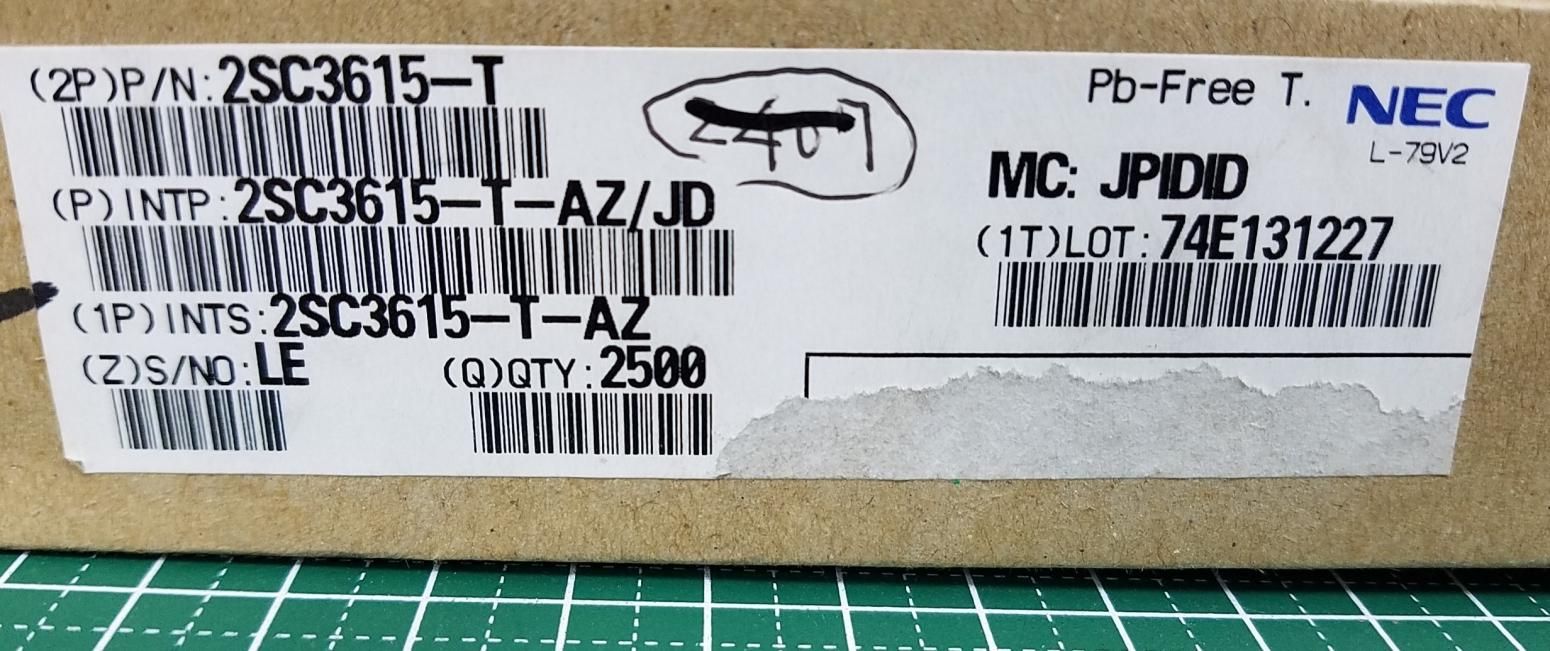 (2P)P/N:2SC3615-T
(P)INTP:2SC3615-T-AZ/JD
(1P)INTS:2SC3615-T-AZ
(Z)S/NO:LE
(Q)QTY:2500
Pb-Free T.
NEC
L-79V2
MC: JPIDID
(1T)LOT:74E131227